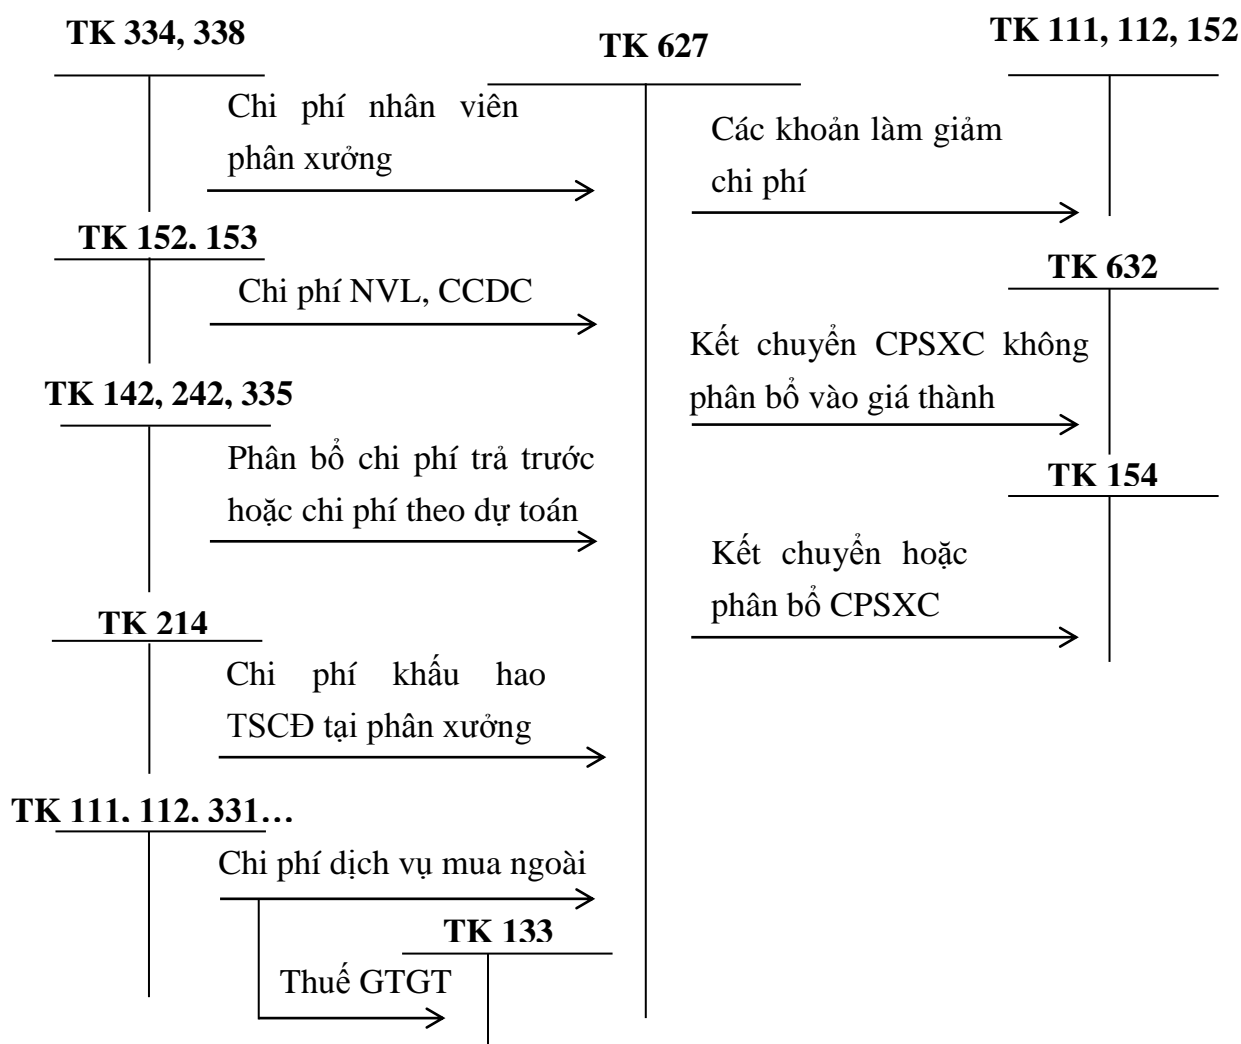 TK 334, 338
TK 627
TK 111, 112, 152
Chi phí nhân viên
phân xưởng
Các khoản làm giảm
chi phí
TK 152, 153
Chi phí NVL, CCDC
TK 632
Kết chuyển CPSXC không
phân bổ vào giá thành
TK 142, 242, 335
Phân bổ chi phí trả trước
hoặc chi phí theo dự toán
TK 154
Kết chuyển hoặc
phân bổ CPSXC
TK 214
Chi phí khấu hao
TSCĐ tại phân xưởng
TK 111, 112, 331…
Chi phí dịch vụ mua ngoài
TK 133
Thuế GTGT